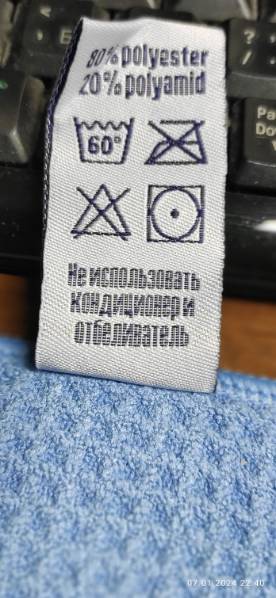 80% polyester
20% polyamid
60°
Не использовать
Кондиционер и
отбеливатель
07.01.2024 22:40